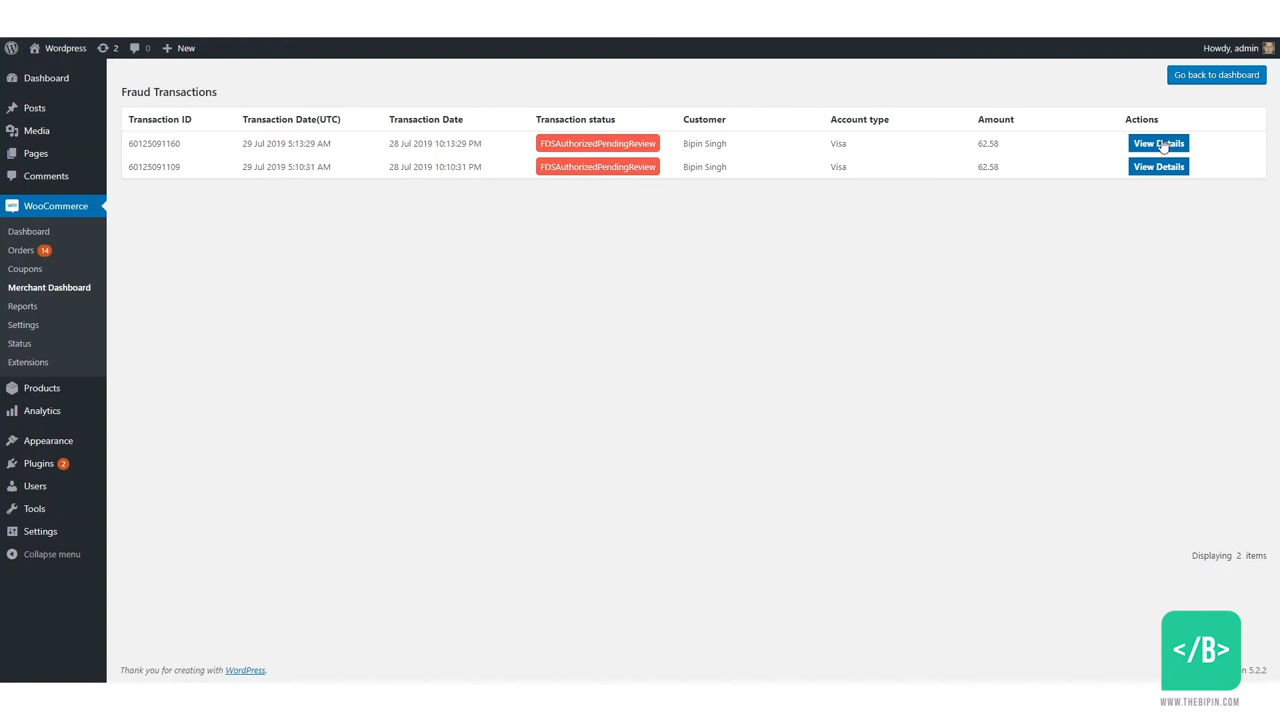 Wordpress 2 0 New Howdy, admin
Go back to dashboard
Dashboard
Posts
Media
Pages
Comments
WooCommerce
Dashboard
Orders 14
Coupons
Merchant Dashboard
Reports
Settings
Status
Extensions
Products
Analytics
Appearance
Plugins 2
Users
Tools
Settings
Collapse menu
Fraud Transactions
Transaction ID Transaction Date(UTC) Transaction Date Transaction status Customer Account type Amount Actions
60125091160 29 Jul 2019 5:13:29 AM 28 Jul 2019 10:13:29 PM FDSAuthorizedPendingReview Bipin Singh Visa 62.58 View Details
60125091109 29 Jul 2019 5:10:31 AM 28 Jul 2019 10:10:31 PM FDSAuthorizedPendingReview Bipin Singh Visa 62.58 View Details
Displaying 2 items
Thank you for creating with WordPress. 5.2.2
</B>
WWW.THEBIPIN.COM